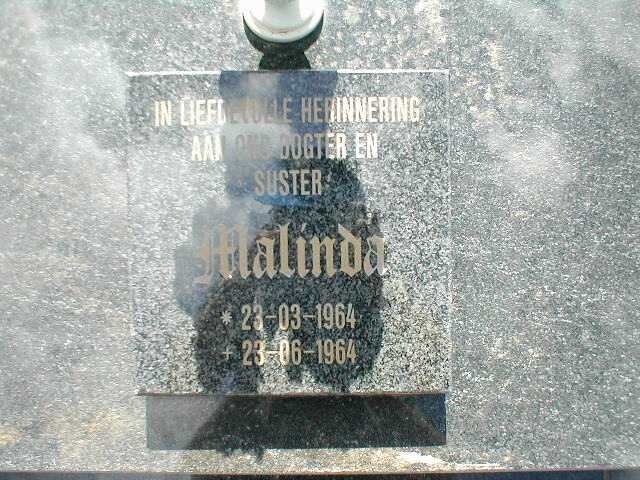 IN LIEFDEVOLLE HERINNERING
AAN ONS DOGTER EN
SUSTER
Malinda
* 23-03-1964
+ 23-06-1964